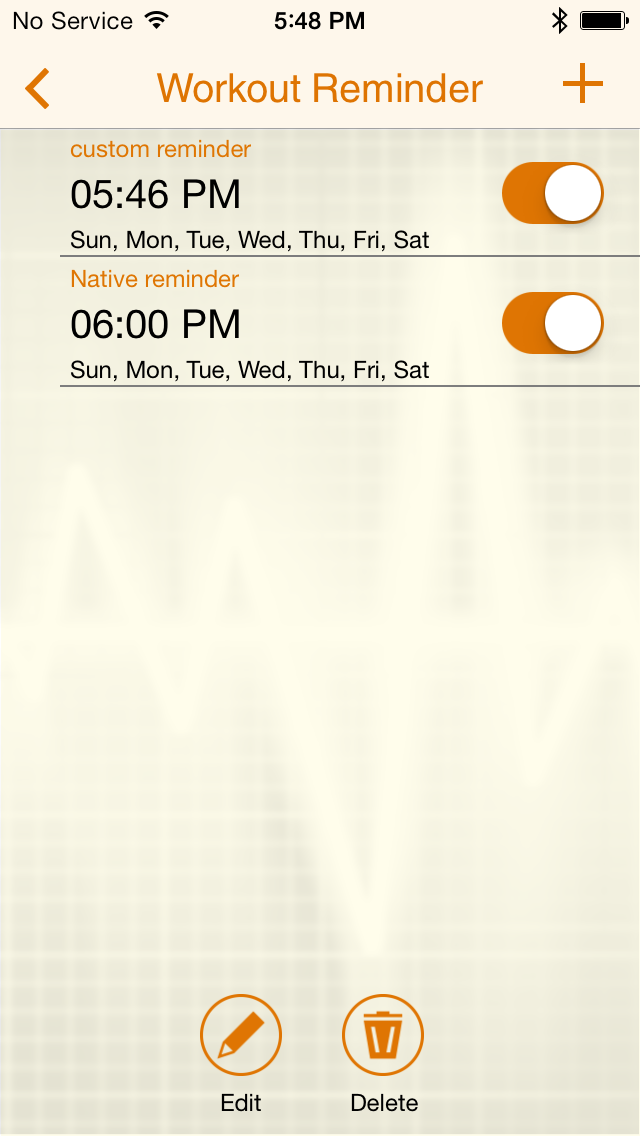 No Service 5:48 PM
Workout Reminder
custom reminder
05:46 PM
Sun, Mon, Tue, Wed, Thu, Fri, Sat
Native reminder
06:00 PM
Sun, Mon, Tue, Wed, Thu, Fri, Sat
Edit Delete